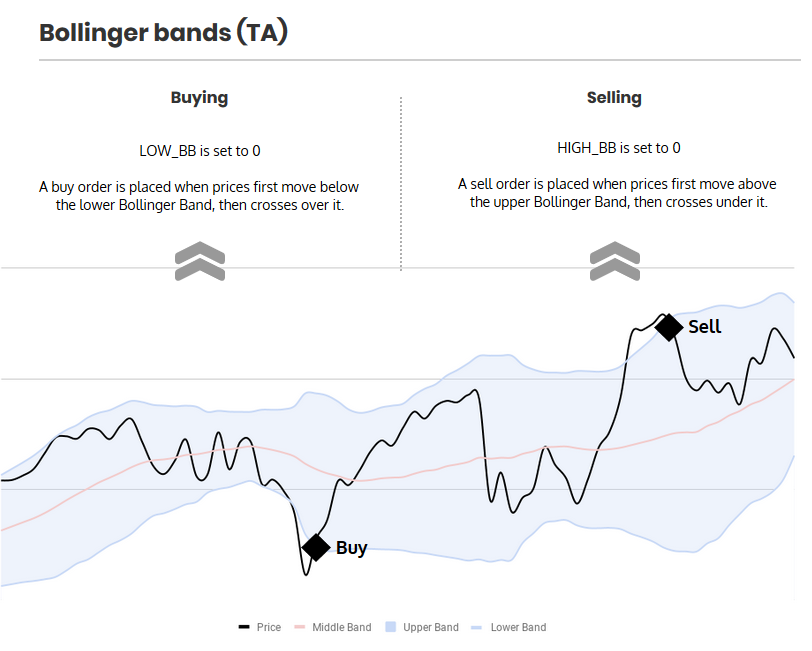 Bollinger bands (TA)
Buying
LOW_BB is set to 0
A buy order is placed when prices first move below
the lower Bollinger Band, then crosses over it.
Selling
HIGH_BB is set to 0
A sell order is placed when prices first move above
the upper Bollinger Band, then crosses under it.
Sell
Buy
Price
Middle Band
Upper Band
Lower Band